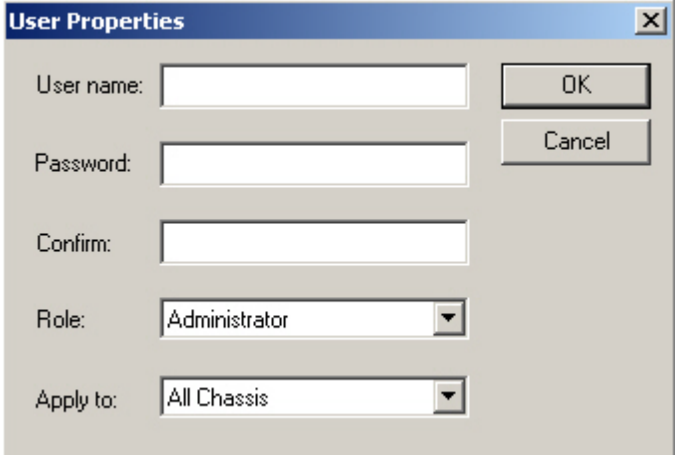 User Properties
User name:
OK
Cancel
Password:
Confirm:
Role:
Administrator
Apply to:
All Chassis